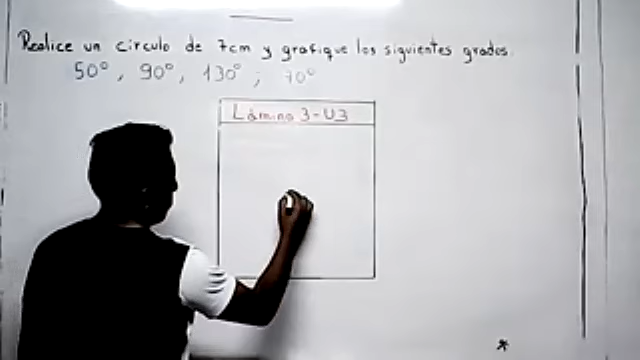 Realice un circulo de 7cm y grafique los siguientes grados.
50°, 90°, 130°; 70°
Lámina 3-U3
*